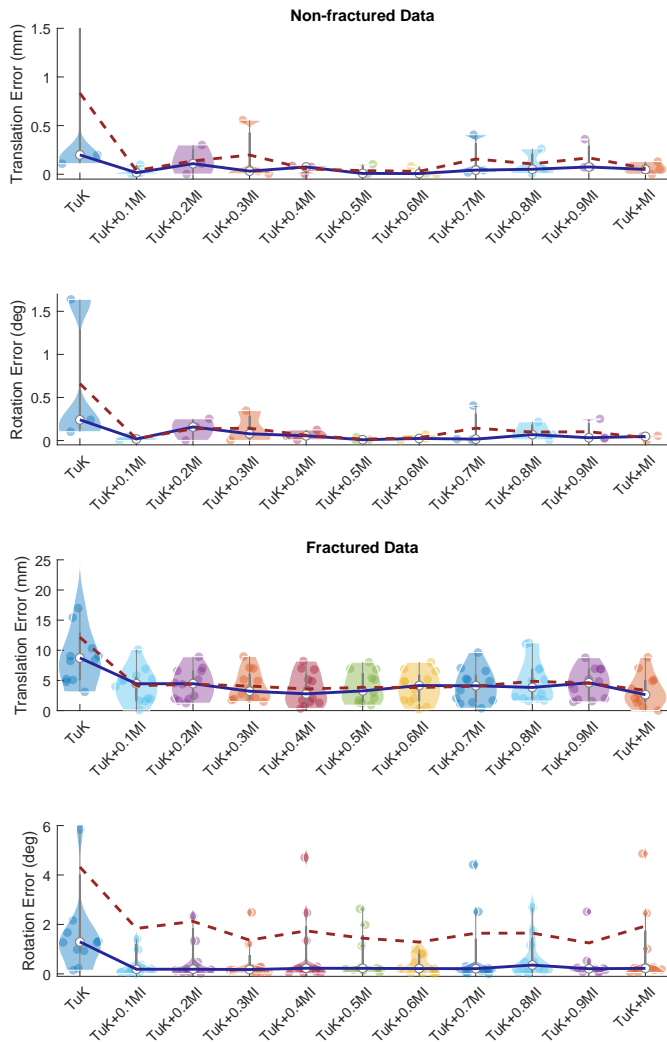 Non-fractured Data
Translation Error (mm)
1.5
1
0.5
0
TuK
TuK+0.1MI
TuK+0.2MI
TuK+0.3MI
TuK+0.4MI
TuK+0.5MI
TuK+0.6MI
TuK+0.7MI
TuK+0.8MI
TuK+0.9MI
TuK+MI
Rotation Error (deg)
1.5
1
0.5
0
TuK
TuK+0.1MI
TuK+0.2MI
TuK+0.3MI
TuK+0.4MI
TuK+0.5MI
TuK+0.6MI
TuK+0.7MI
TuK+0.8MI
TuK+0.9MI
TuK+MI
Fractured Data
Translation Error (mm)
25
20
15
10
5
0
TuK
TuK+0.1MI
TuK+0.2MI
TuK+0.3MI
TuK+0.4MI
TuK+0.5MI
TuK+0.6MI
TuK+0.7MI
TuK+0.8MI
TuK+0.9MI
TuK+MI
Rotation Error (deg)
6
4
2
0
TuK
TuK+0.1MI
TuK+0.2MI
TuK+0.3MI
TuK+0.4MI
TuK+0.5MI
TuK+0.6MI
TuK+0.7MI
TuK+0.8MI
TuK+0.9MI
TuK+MI